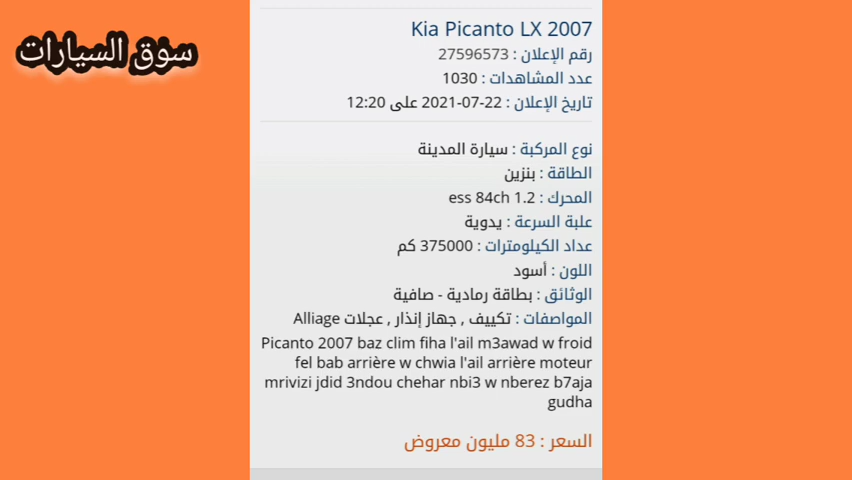 سوق السيارات
Kia Picanto LX 2007
رقم الإعلان : 27596573
عدد المشاهدات : 1030
تاريخ الإعلان : 22-07-2021 على 12:20
نوع المركبة : سيارة المدينة
الطاقة : بنزين
المحرك : 1.2 ess 84ch
علبة السرعة : يدوية
عداد الكيلومترات : 375000 كم
اللون : أسود
الوثائق : بطاقة رمادية - صافية
المواصفات : تكييف , جهاز إنذار , عجلات Alliage
Picanto 2007 baz clim fiha l'ail m3awad w froid
fel bab arrière w chwia l'ail arrière moteur
mrivizi jdid 3ndou chehar nbi3 w nberez b7aja
gudha
السعر : 83 مليون معروض